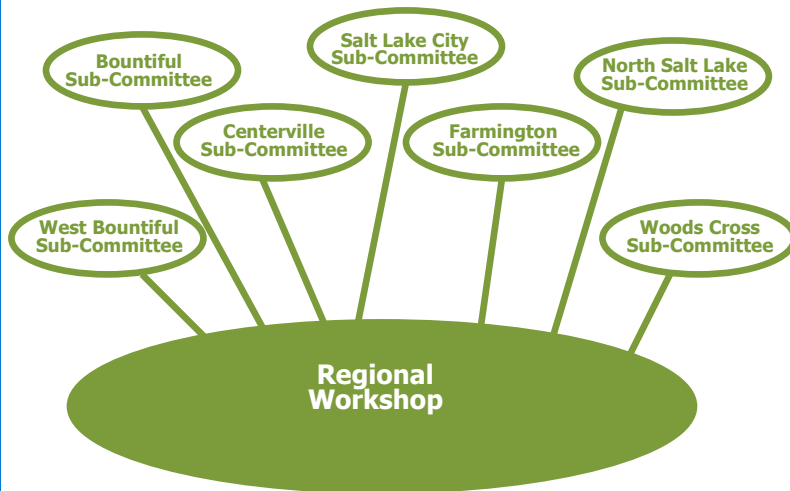 Salt Lake City
Sub-Committee
Bountiful
Sub-Committee
North Salt Lake
Sub-Committee
Centerville
Sub-Committee
Farmington
Sub-Committee
West Bountiful
Sub-Committee
Woods Cross
Sub-Committee
Regional
Workshop